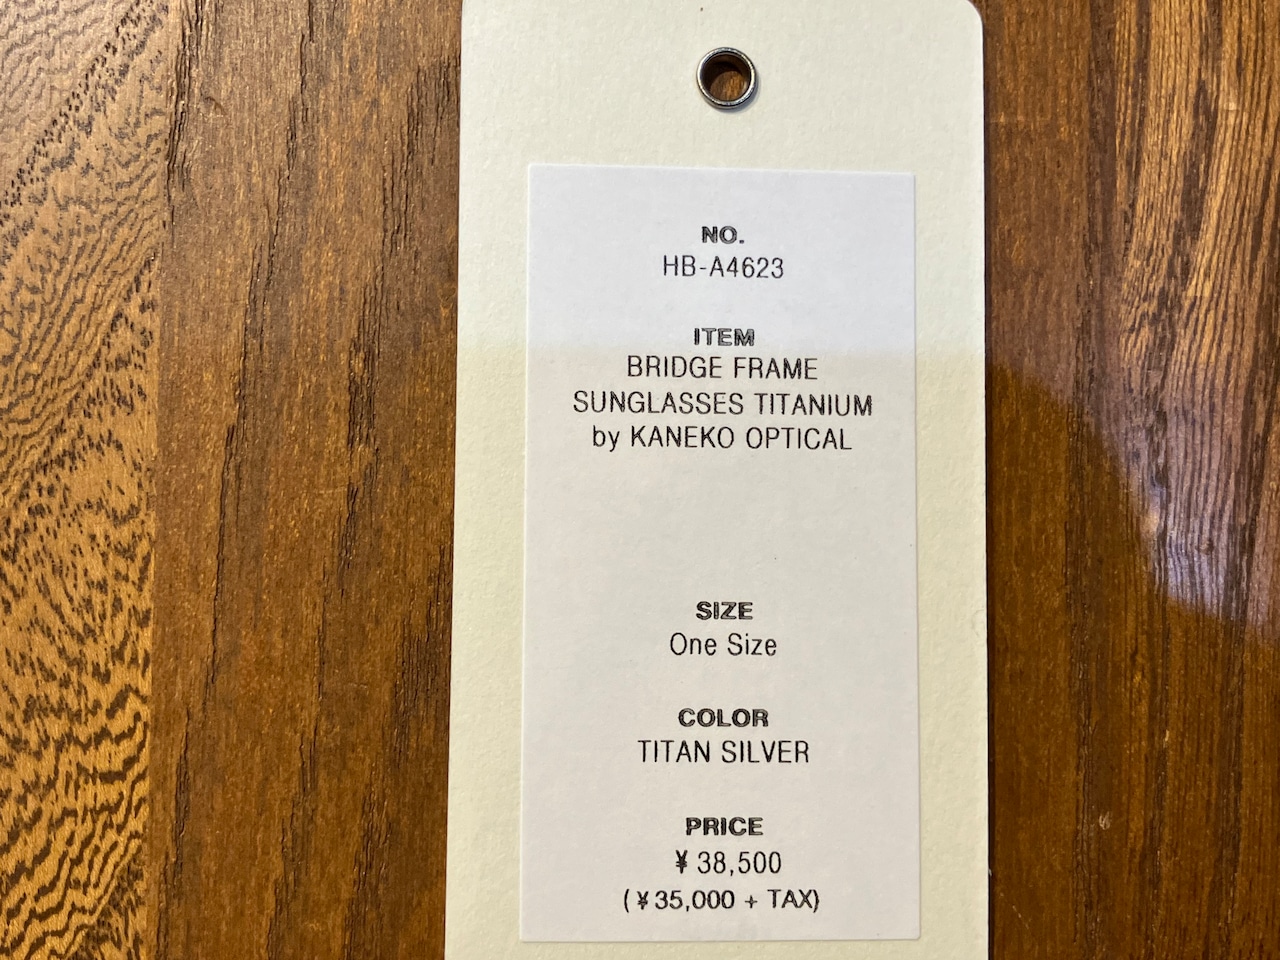 NO.
HB-A4623
ITEM
BRIDGE FRAME
SUNGLASSES TITANIUM
by KANEKO OPTICAL
SIZE
One Size
COLOR
TITAN SILVER
PRICE
¥ 38,500
(¥35,000 + TAX)